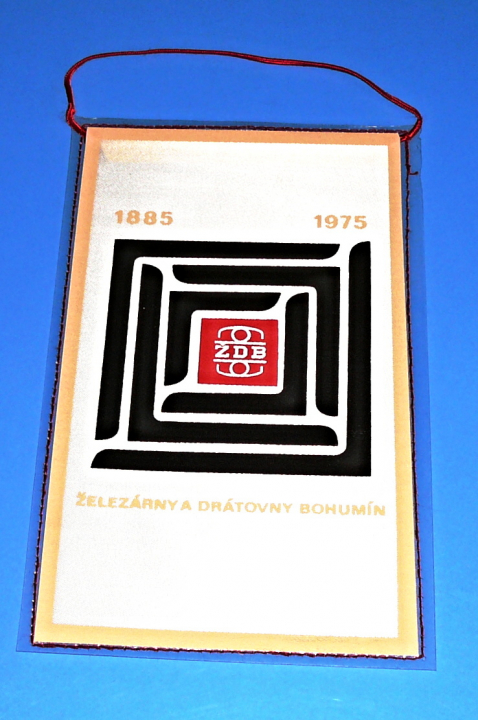 1885 1975
ŽDB
ŽELEZÁRNY A DRÁTOVNY BOHUMÍN